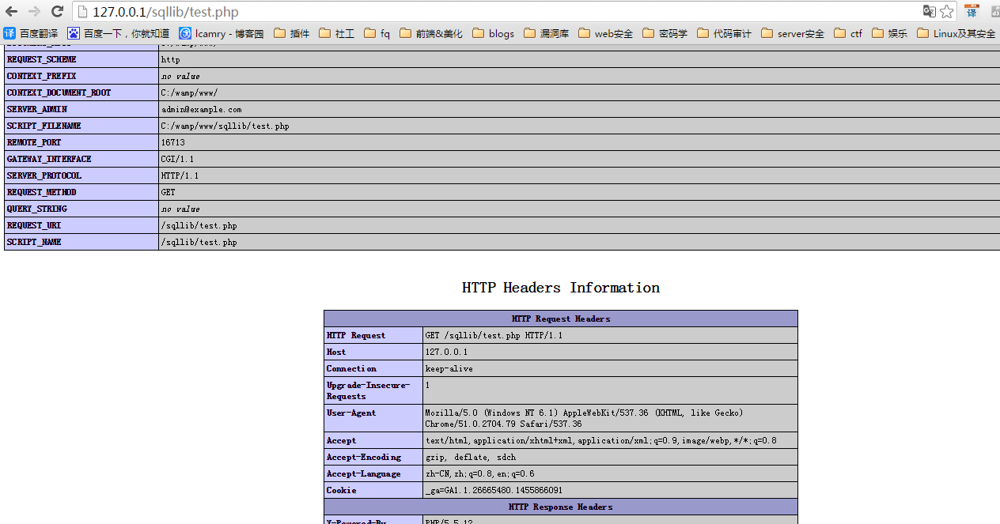 127.0.0.1/sqllib/test.php
百度翻译 百度一下，你就知道 lcamry - 博客园 插件 社工 fq 前端&美化 blogs 漏洞库 web安全 密码学 代码审计 server安全 ctf 娱乐 Linux及其安全
REQUEST_SCHEME http
CONTEXT_PREFIX no value
CONTEXT_DOCUMENT_ROOT C:/wamp/www/
SERVER_ADMIN admin@example.com
SCRIPT_FILENAME C:/wamp/www/sqllib/test.php
REMOTE_PORT 16713
GATEWAY_INTERFACE CGI/1.1
SERVER_PROTOCOL HTTP/1.1
REQUEST_METHOD GET
QUERY_STRING no value
REQUEST_URI /sqllib/test.php
SCRIPT_NAME /sqllib/test.php
HTTP Headers Information
HTTP Request Headers
HTTP Request GET /sqllib/test.php HTTP/1.1
Host 127.0.0.1
Connection keep-alive
Upgrade-Insecure- 1
Requests
User-Agent Mozilla/5.0 (Windows NT 6.1) AppleWebKit/537.36 (KHTML, like Gecko)
Chrome/51.0.2704.79 Safari/537.36
Accept text/html,application/xhtml+xml,application/xml;q=0.9,image/webp,*/*;q=0.8
Accept-Encoding gzip, deflate, sdch
Accept-Language zh-CN,zh;q=0.8,en;q=0.6
Cookie _ga=GA1.1.26665480.1455866091
HTTP Response Headers
X-Powered-By PHP/5.5.12